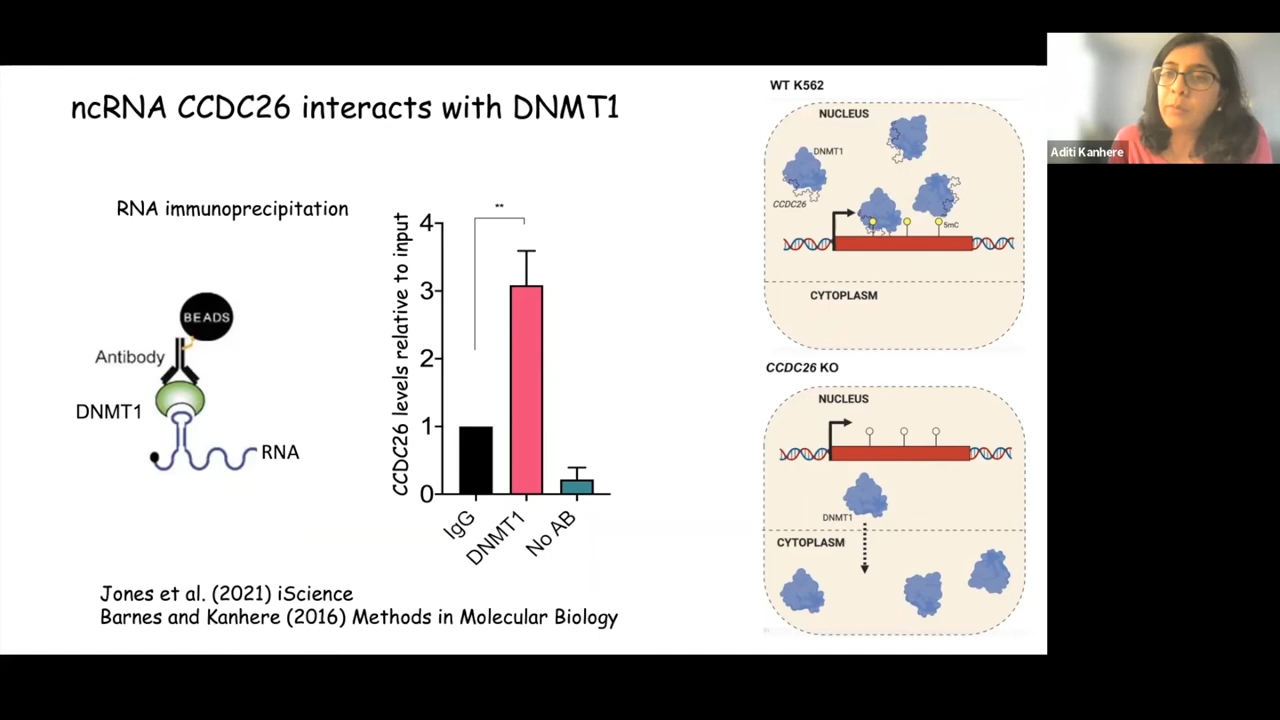 ncRNA CCDC26 interacts with DNMT1
RNA immunoprecipitation
BEADS
Antibody
DNMT1
RNA
CCDC26 levels relative to input
4
3
2
1
0
**
IgG
DNMT1
No AB
Jones et al. (2021) iScience
Barnes and Kanhere (2016) Methods in Molecular Biology
WT K562
NUCLEUS
DNMT1
CCDC26
5mC
CYTOPLASM
CCDC26 KO
NUCLEUS
DNMT1
CYTOPLASM
Aditi Kanhere